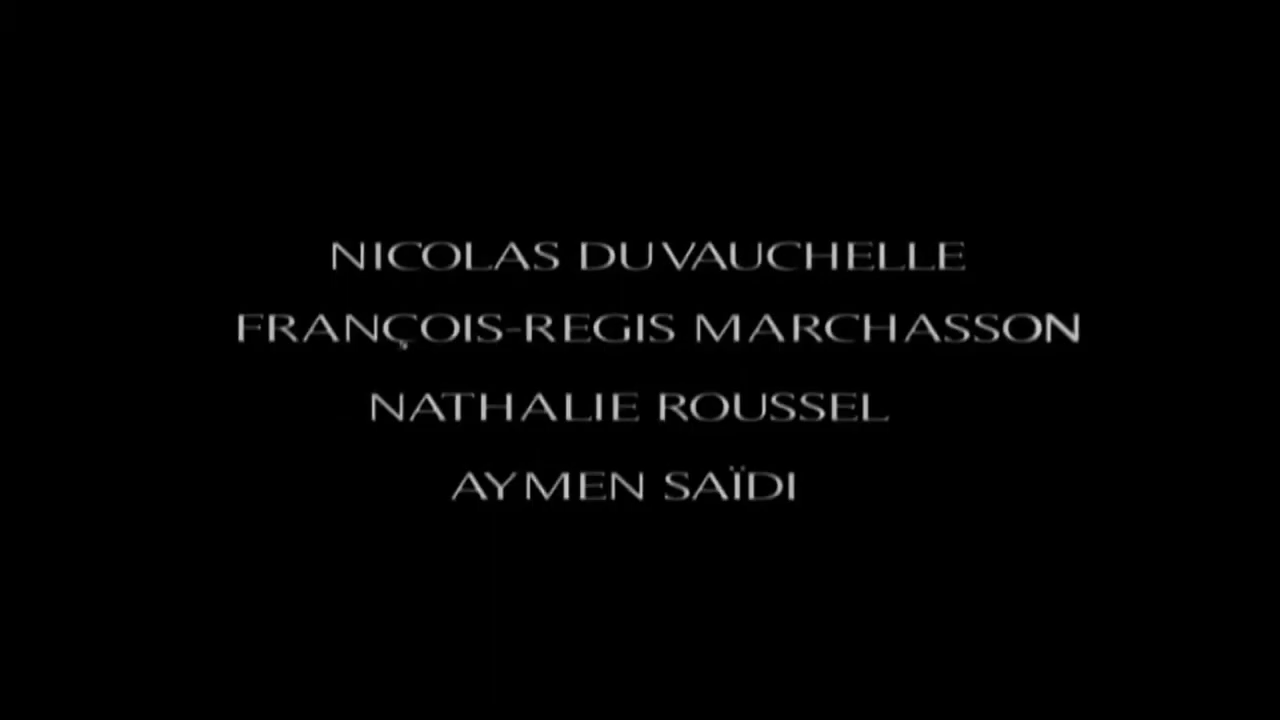 NICOLAS DUVAUCHELLE
FRANÇOIS-REGIS MARCHASSON
NATHALIE ROUSSEL
AYMEN SAÏDI